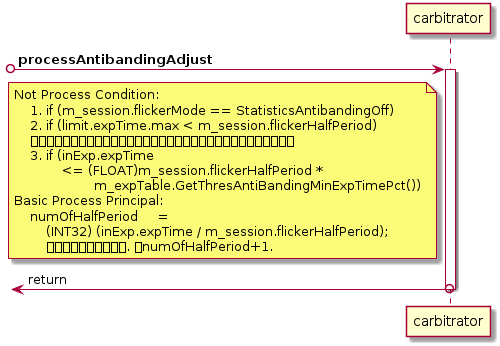 carbitrator
processAntibandingAdjust
Not Process Condition:
1. if (m_session.flickerMode == StatisticsAntibandingOff)
2. if (limit.expTime.max < m_session.flickerHalfPeriod)
3. if (inExp.expTime
<= (FLOAT)m_session.flickerHalfPeriod *
m_expTable.GetThresAntiBandingMinExpTimePct())
Basic Process Principal:
numOfHalfPeriod =
(INT32) (inExp.expTime / m_session.flickerHalfPeriod);
. numOfHalfPeriod+1.
return
carbitrator